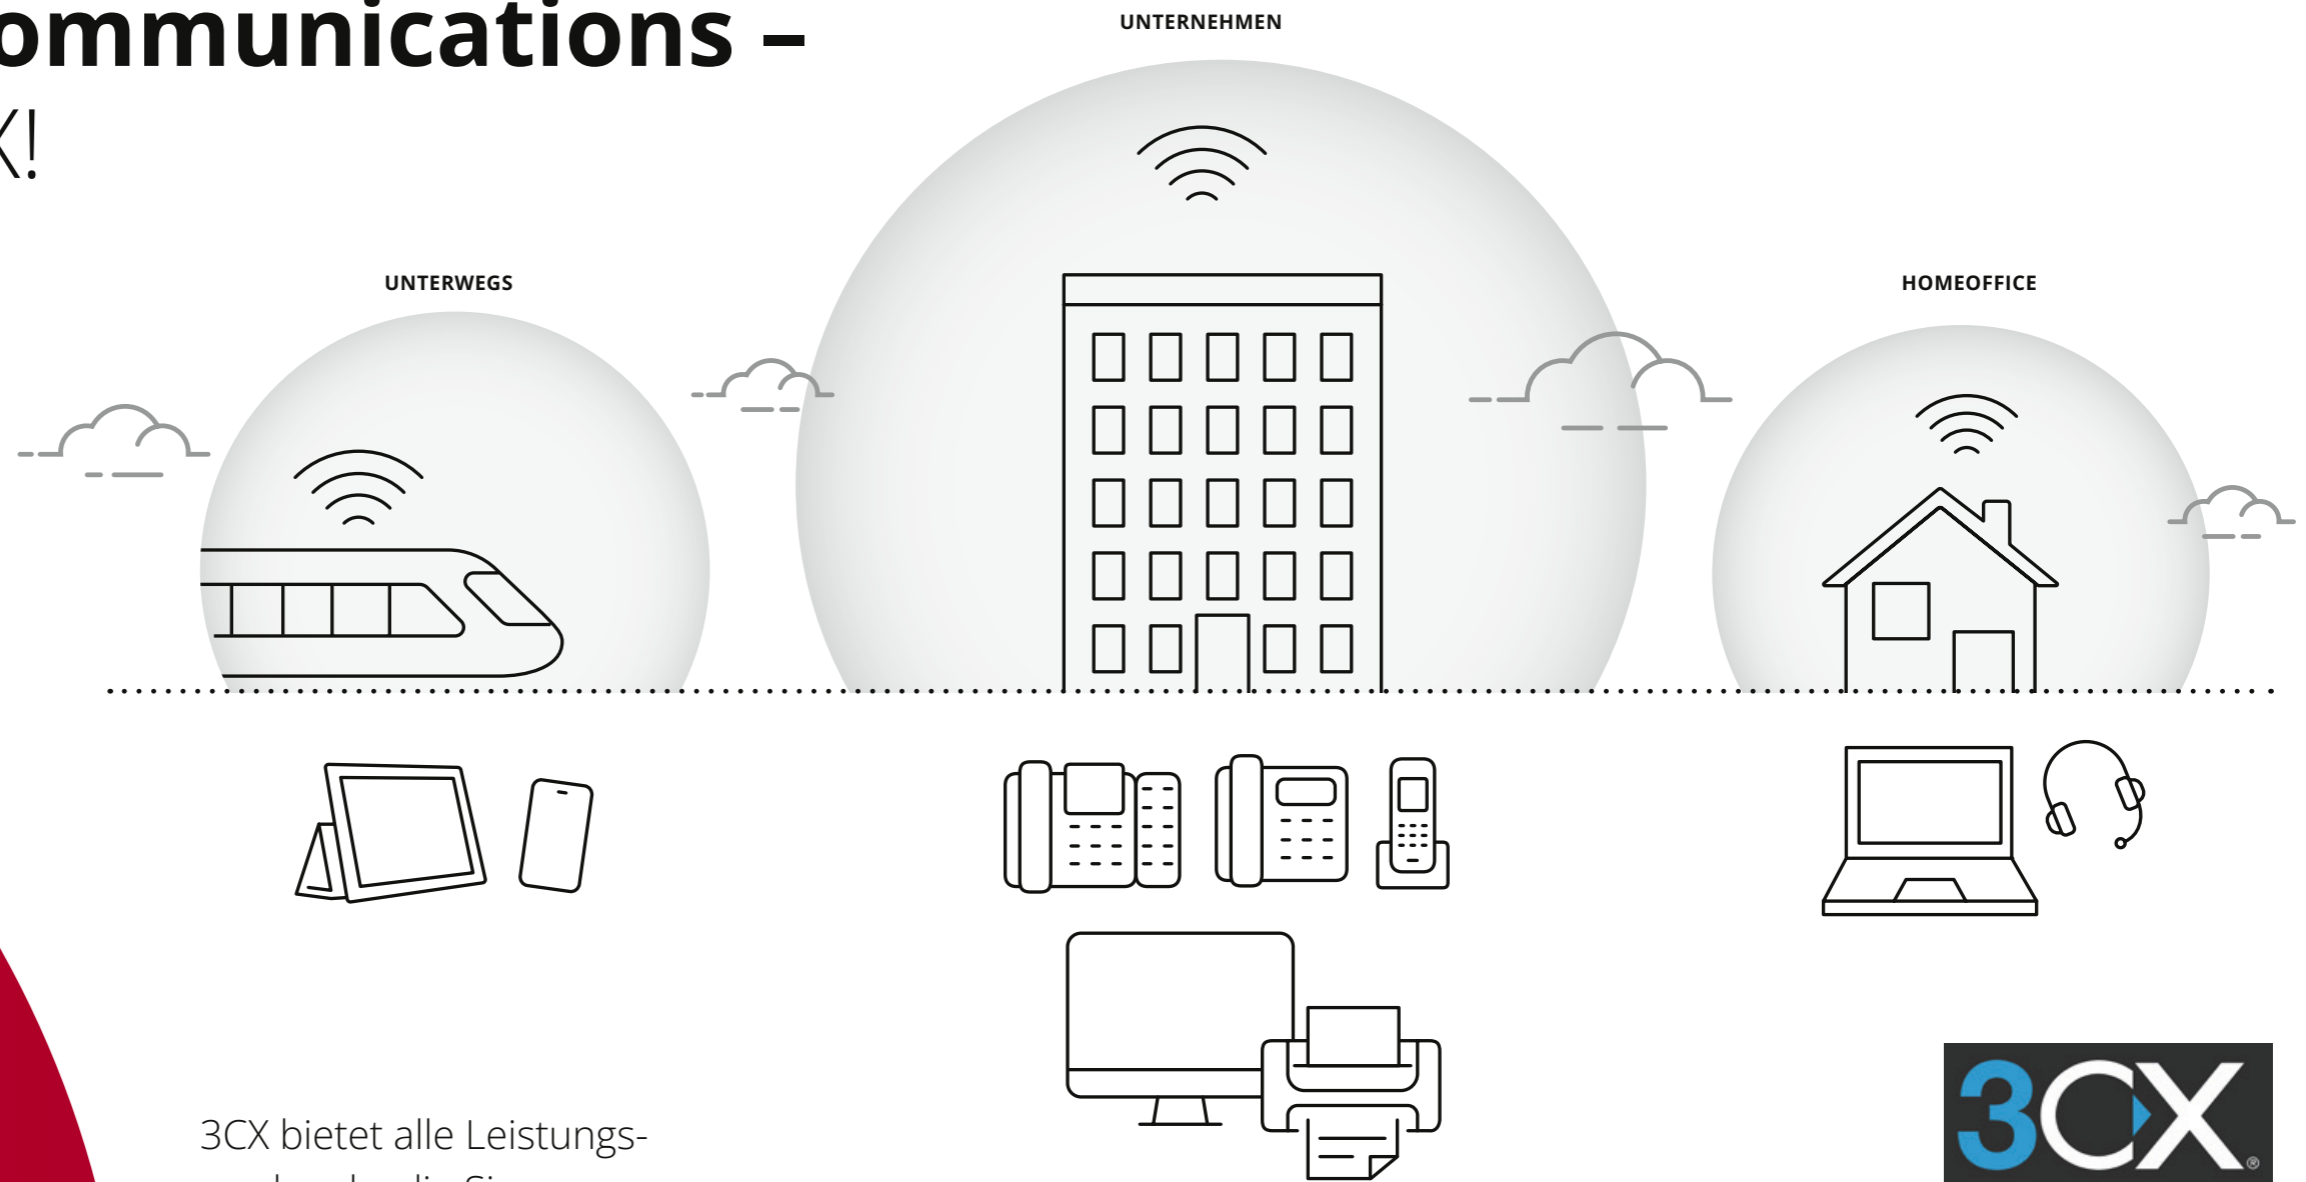 ommunications –
X!
UNTERNEHMEN
UNTERWEGS
HOMEOFFICE
3CX bietet alle Leistungs-
3CX®